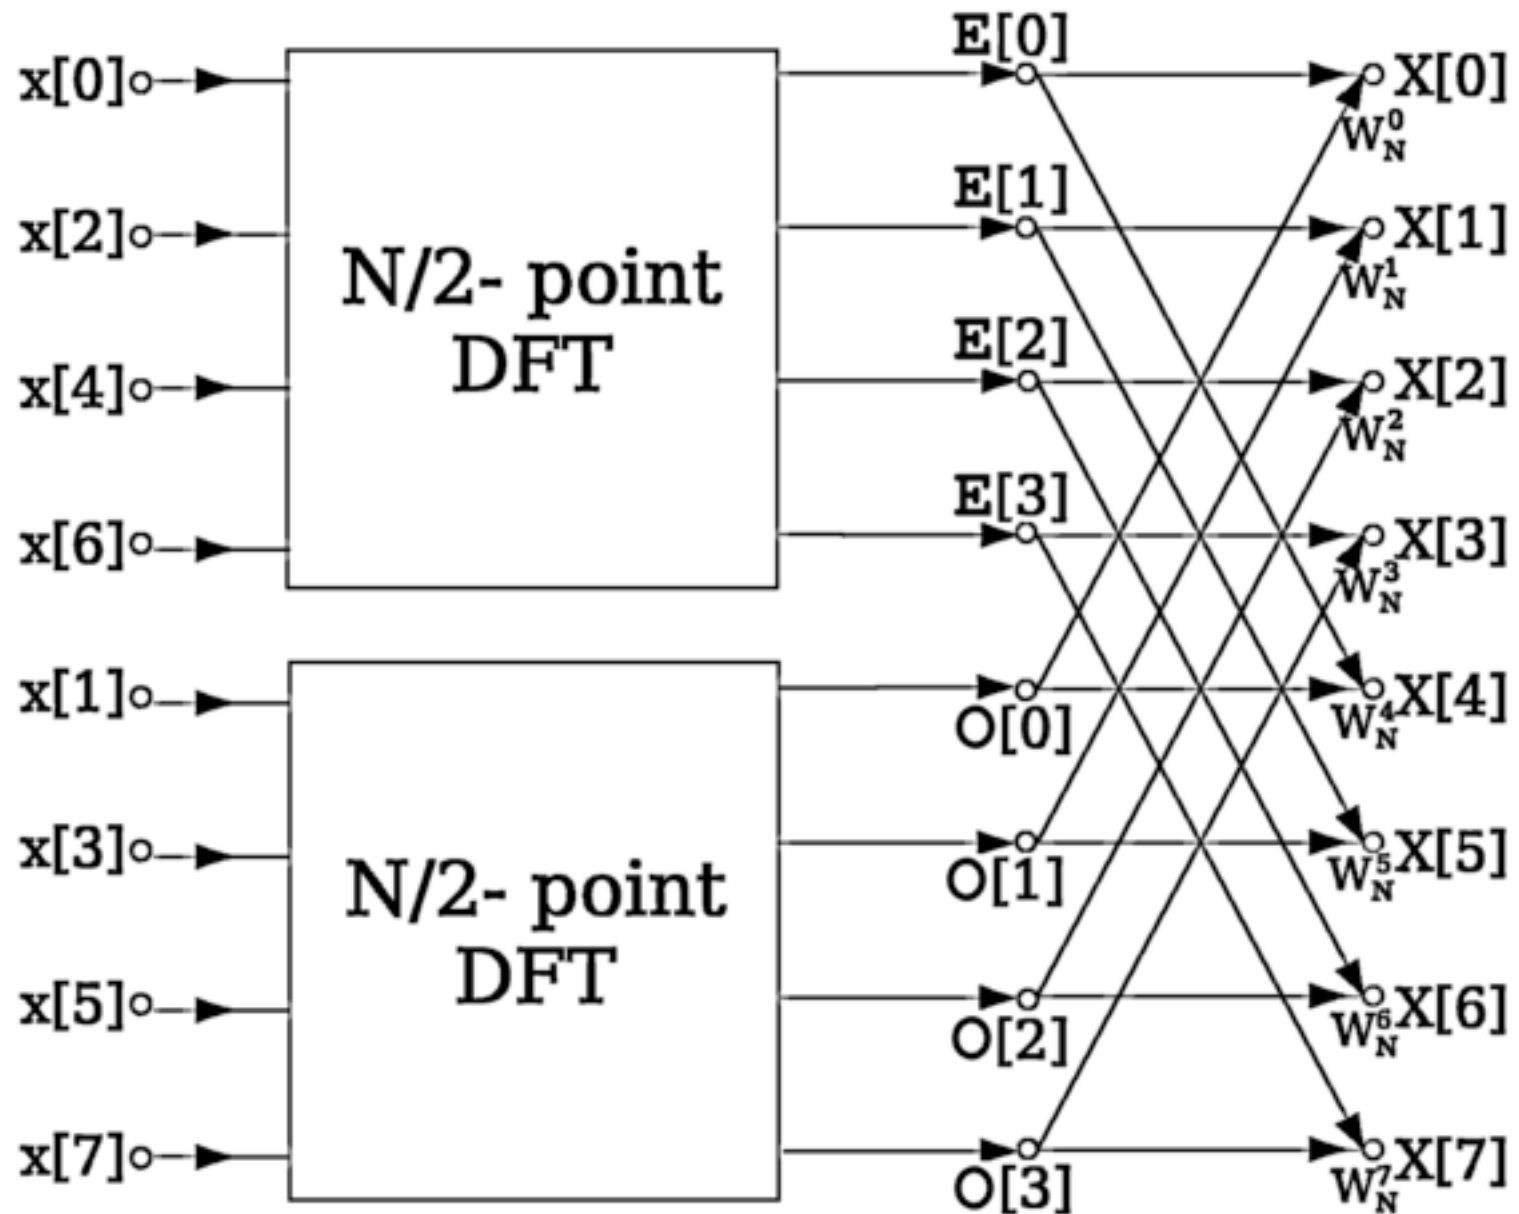 x[0]
x[2]
x[4]
x[6]
N/2- point
DFT
x[1]
x[3]
x[5]
x[7]
N/2- point
DFT
E[0]
E[1]
E[2]
E[3]
O[0]
O[1]
O[2]
O[3]
X[0]
W_N^0
X[1]
W_N^1
X[2]
W_N^2
X[3]
W_N^3
X[4]
W_N^4
X[5]
W_N^5
X[6]
W_N^6
X[7]
W_N^7